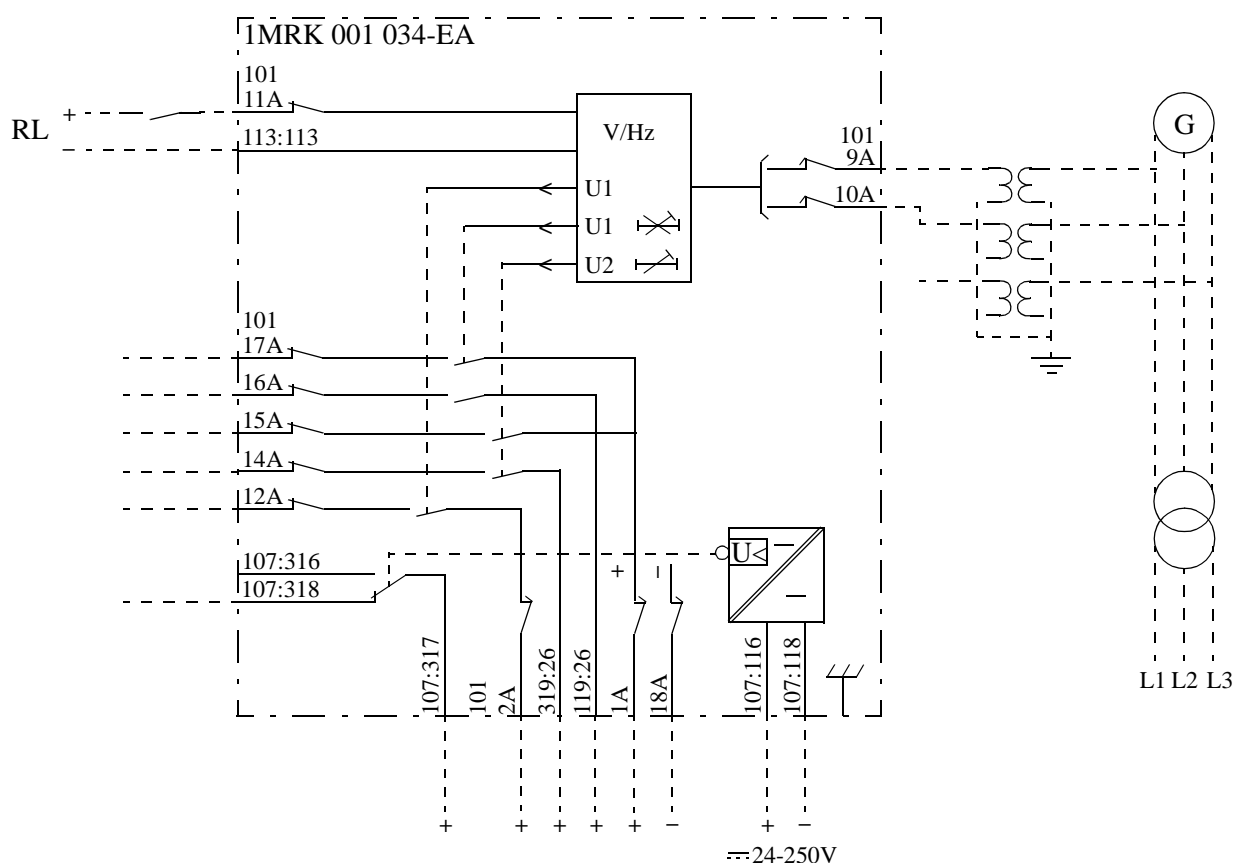 1MRK 001 034-EA
101
11A
RL
+
−
113:113
V/Hz
U1
U1
U2
101
9A
10A
G
101
17A
16A
15A
14A
12A
107:316
107:318
U<
+
−
107:317
101
2A
319:26
119:26
1A
18A
107:116
107:118
L1 L2 L3
+ + + + + − + −
24-250V